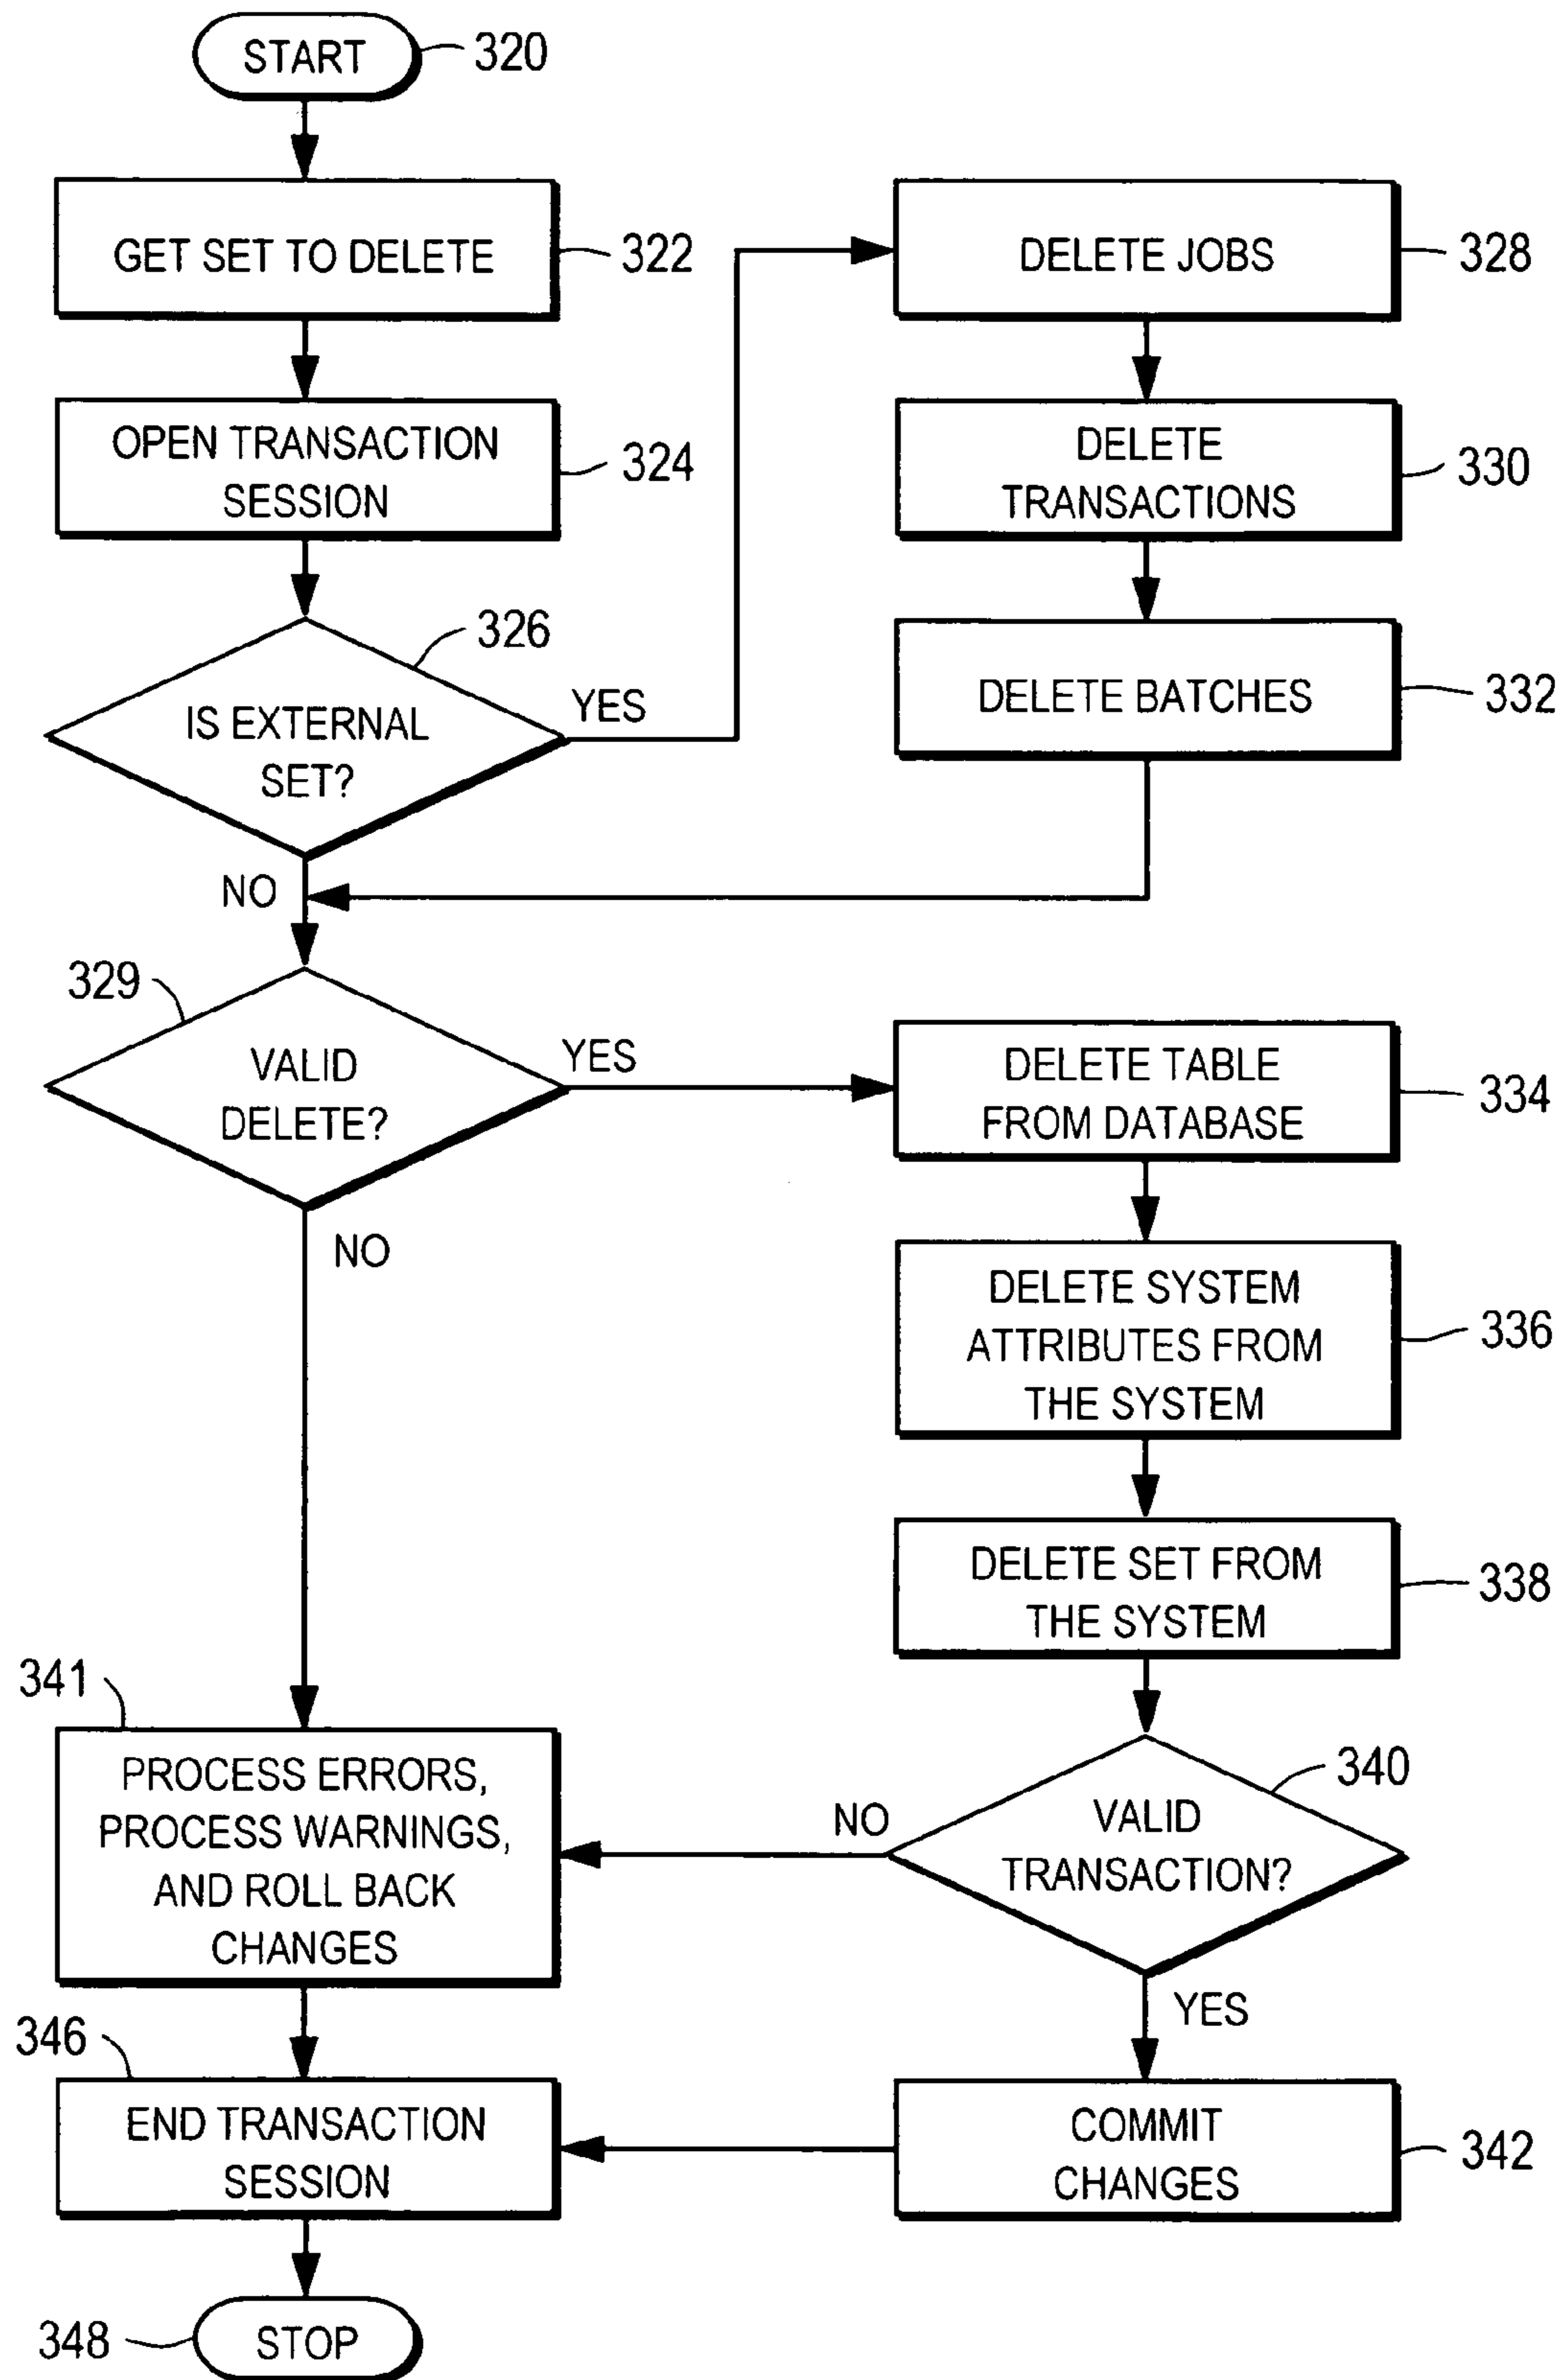 START
320
GET SET TO DELETE
322
OPEN TRANSACTION
SESSION
324
IS EXTERNAL
SET?
326
YES
NO
DELETE JOBS
328
DELETE
TRANSACTIONS
330
DELETE BATCHES
332
329
VALID
DELETE?
YES
NO
DELETE TABLE
FROM DATABASE
334
DELETE SYSTEM
ATTRIBUTES FROM
THE SYSTEM
336
DELETE SET FROM
THE SYSTEM
338
340
VALID
TRANSACTION?
NO
YES
341
PROCESS ERRORS,
PROCESS WARNINGS,
AND ROLL BACK
CHANGES
COMMIT
CHANGES
342
346
END TRANSACTION
SESSION
348
STOP